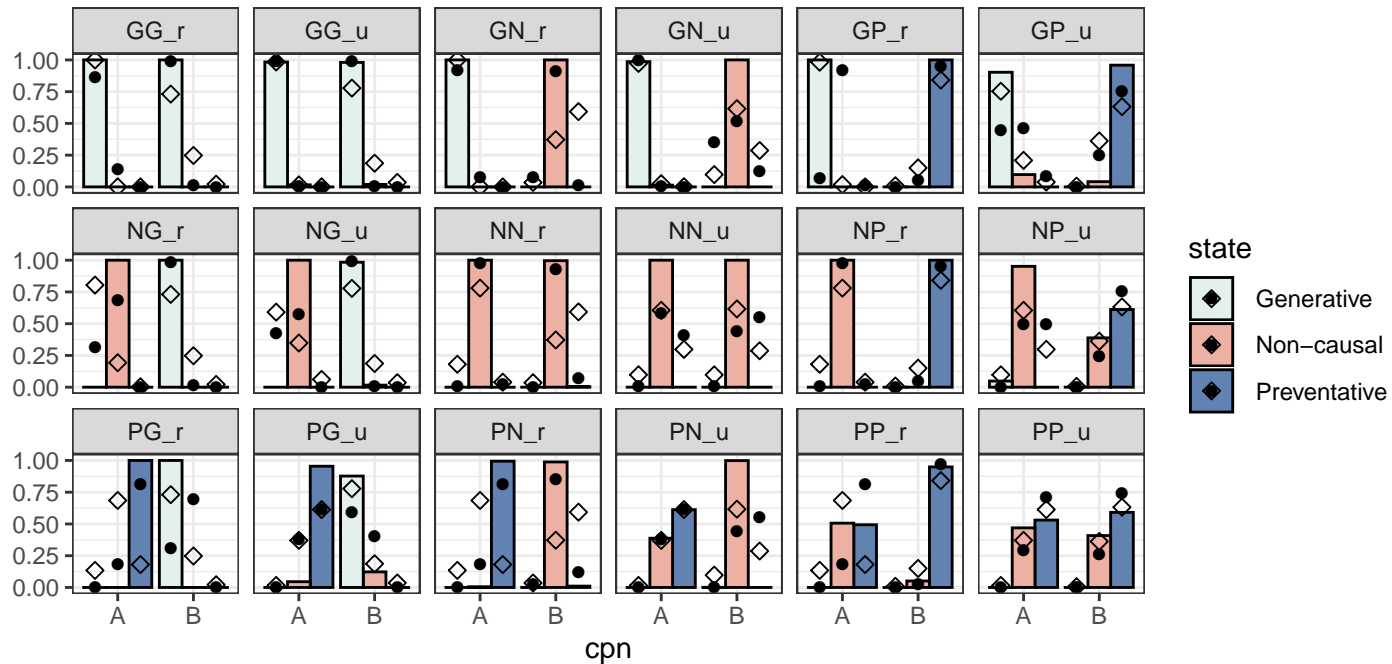 GG_r GG_u GN_r GN_u GP_r GP_u
1.00
0.75
0.50
0.25
0.00
NG_r NG_u NN_r NN_u NP_r NP_u
1.00
0.75
0.50
0.25
0.00
PG_r PG_u PN_r PN_u PP_r PP_u
1.00
0.75
0.50
0.25
0.00
A B A B A B A B A B A B
cpn
state
Generative
Non−causal
Preventative